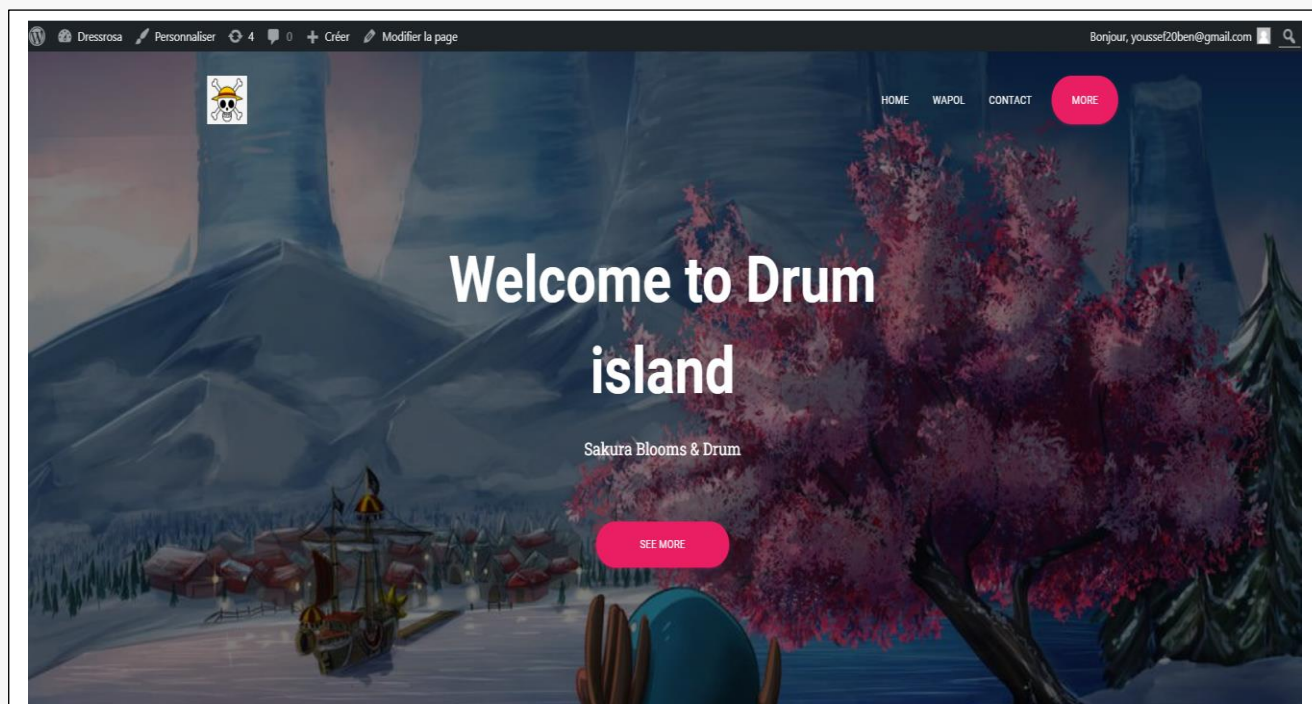 Dressrosa Personnaliser 4 0 Créer Modifier la page Bonjour, youssef20ben@gmail.com
HOME WAPOL CONTACT MORE
Welcome to Drum
island
Sakura Blooms & Drum
SEE MORE